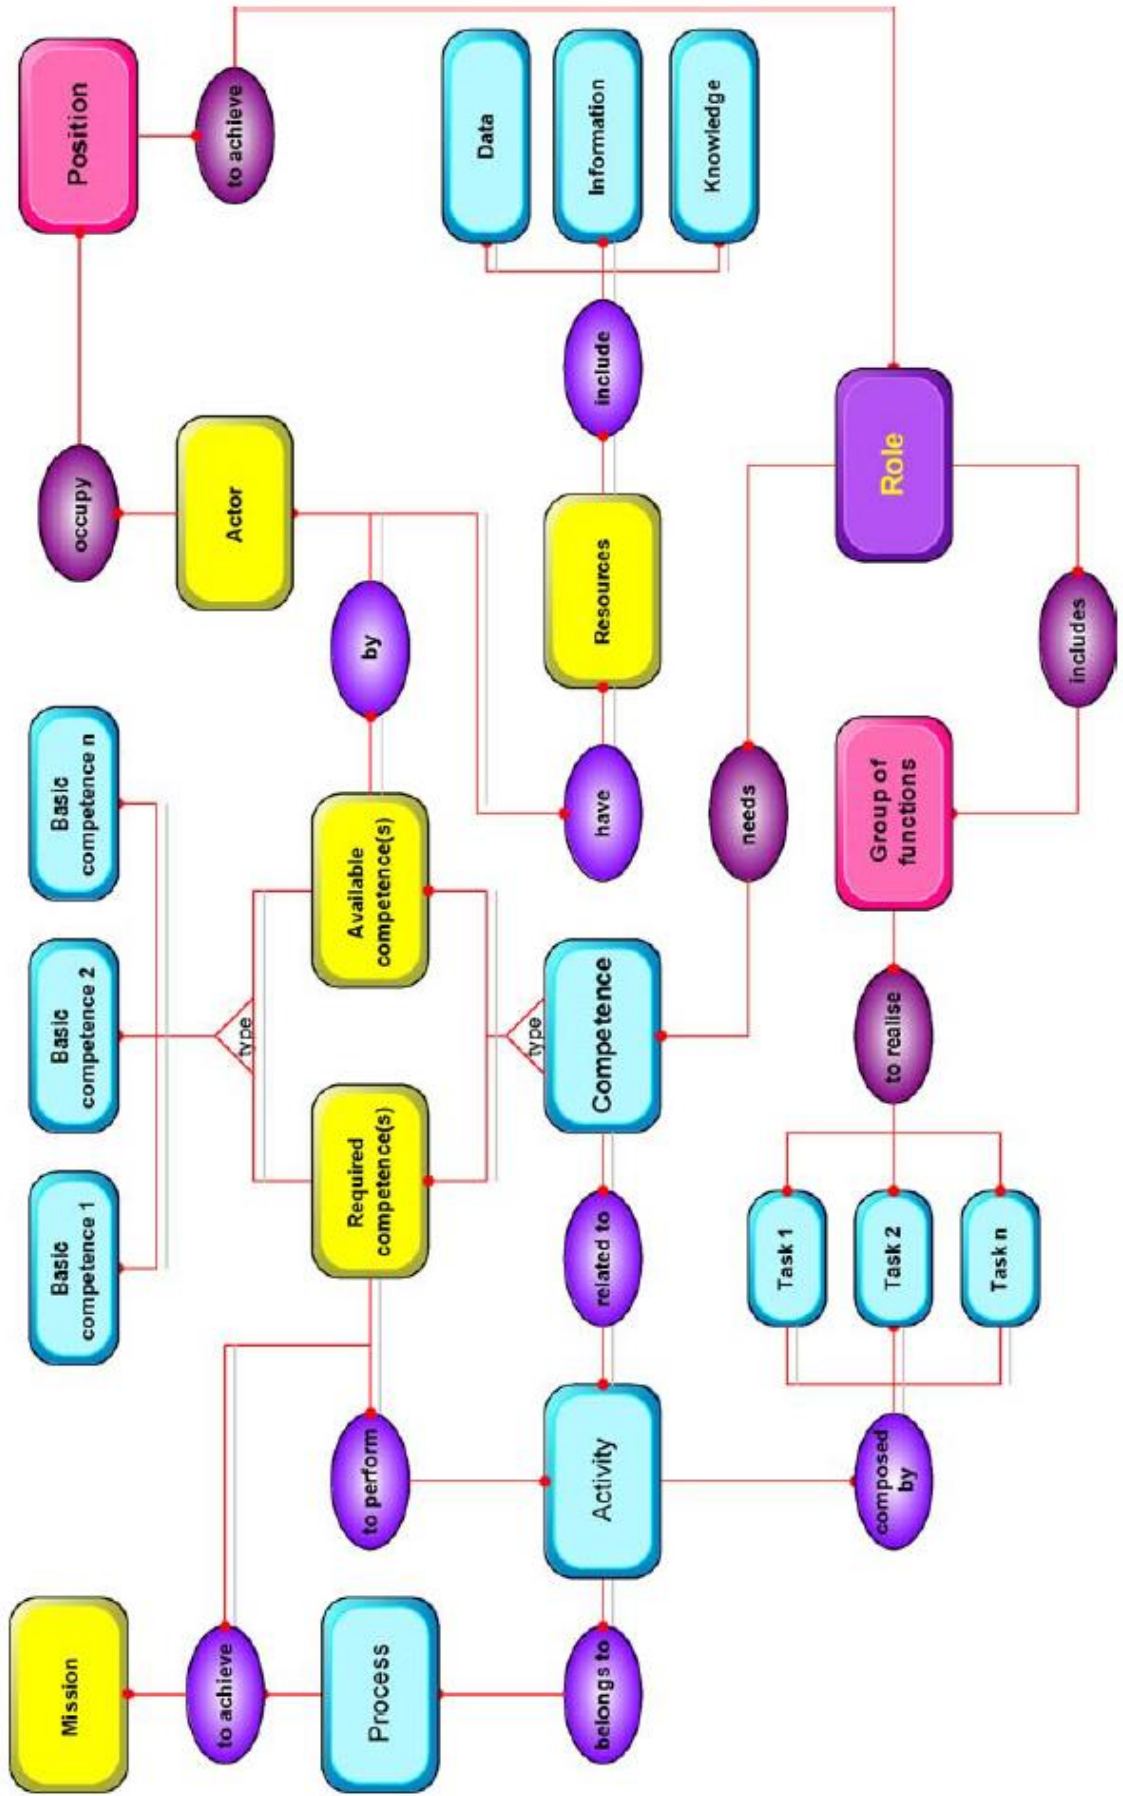 Mission
Basic
competence 1
Basic
competence 2
Basic
competence n
occupy
Position
to achieve
type
Actor
to achieve
Process
to perform
Required
competence(s)
Available
competence(s)
by
Data
type
belongs to
Activity
related to
Competence
have
Resources
include
Information
Knowledge
needs
Task 1
composed
by
Task 2
to realise
Group of
functions
Role
Task n
includes